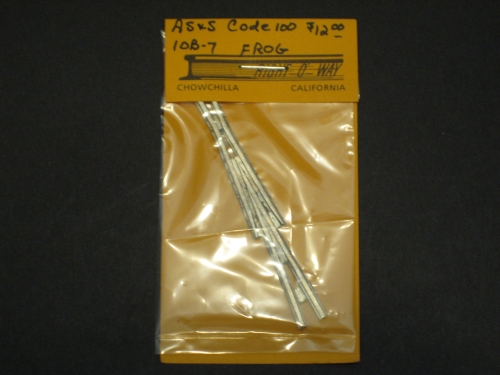 AS&S Code 100 $12.00
10B-7 FROG
RIGHT-O'-WAY
CHOWCHILLA CALIFORNIA